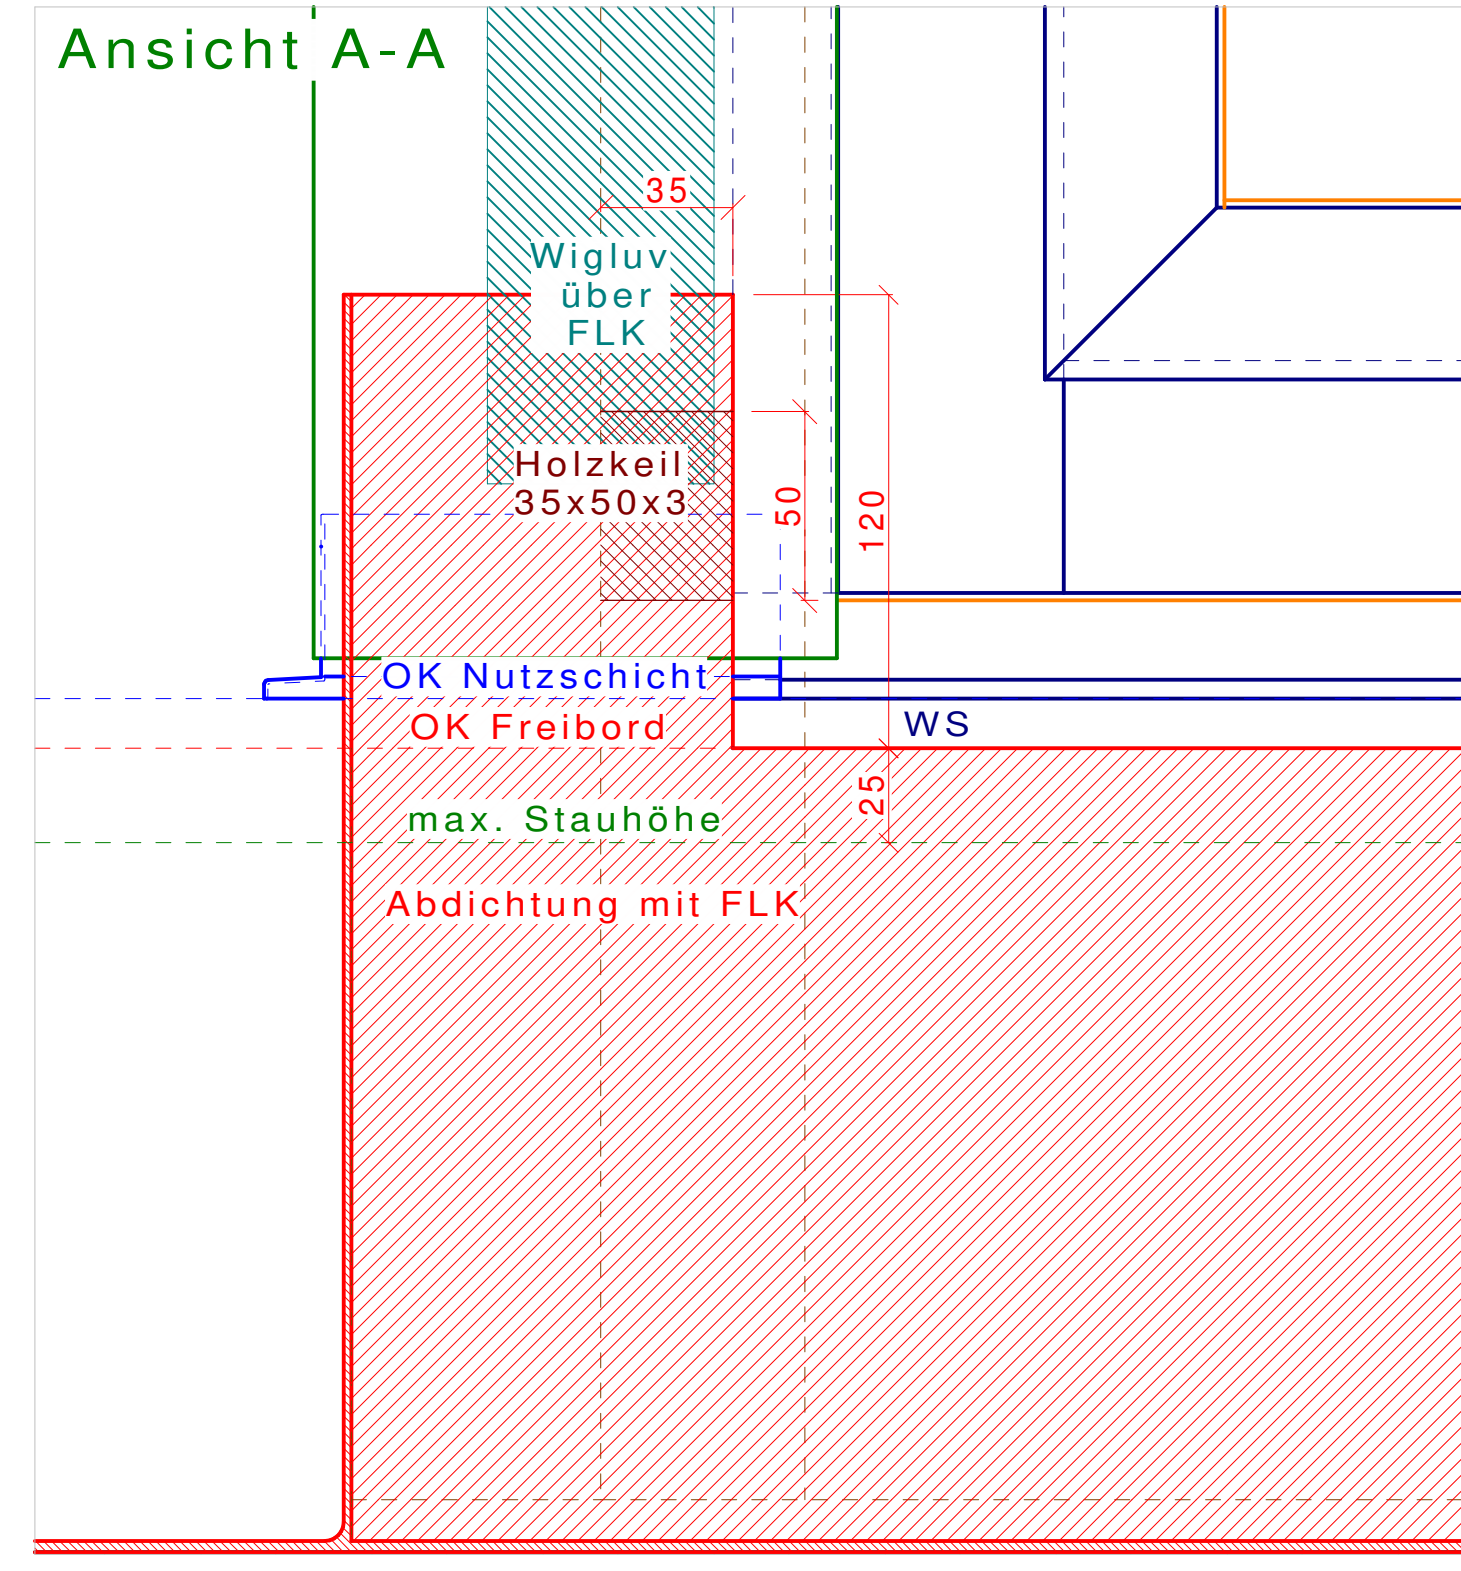 Ansicht A-A
35
Wigluv
über
FLK
Holzkeil
35x50x3
50
120
OK Nutzschicht
OK Freibord
WS
25
max. Stauhöhe
Abdichtung mit FLK